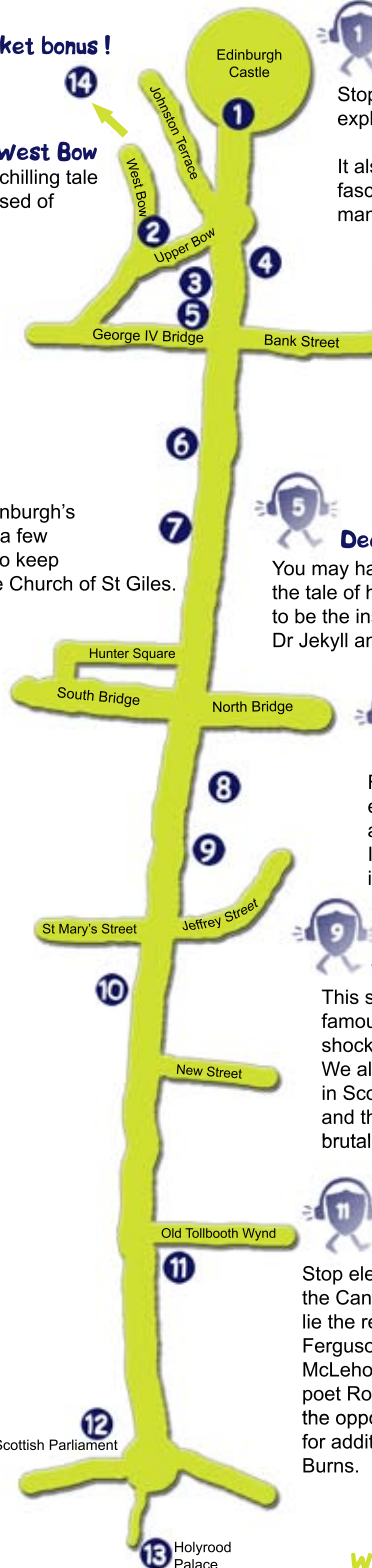 ket bonus !
14
West Bow
chilling tale
sed of
Edinburgh
Castle
1
Johnston Terrace
West Bow
2
Upper Bow
3
4
5
George IV Bridge
Bank Street
1
Stop
expl
It als
fasc
man
6
7
nburgh's
a few
o keep
e Church of St Giles.
5
Dea
You may ha
the tale of h
to be the ins
Dr Jekyll an
Hunter Square
South Bridge
North Bridge
8
9
St Mary's Street
Jeffrey Street
10
9
This s
famou
shock
We al
in Sco
and th
brutal
New Street
Old Tollbooth Wynd
11
11
Stop ele
the Can
lie the re
Ferguso
McLeho
poet Ro
the oppo
for addit
Burns.
12
Scottish Parliament
13
Holyrood
Palace
W